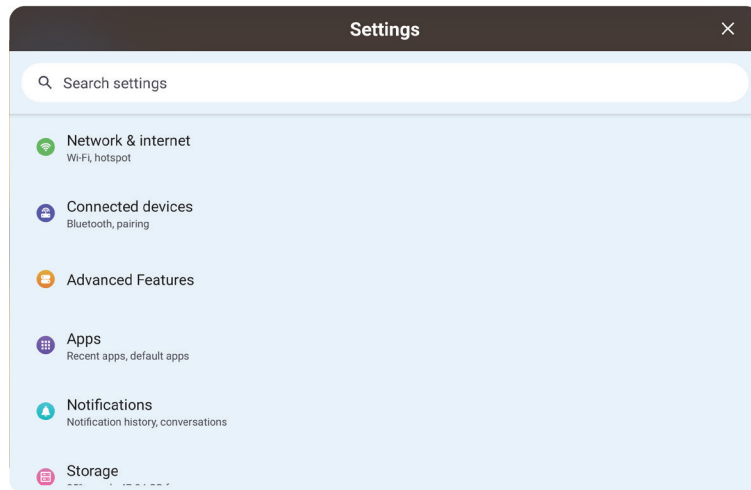 Settings
Search settings
Network & internet
Wi-Fi, hotspot
Connected devices
Bluetooth, pairing
Advanced Features
Apps
Recent apps, default apps
Notifications
Notification history, conversations
Storage